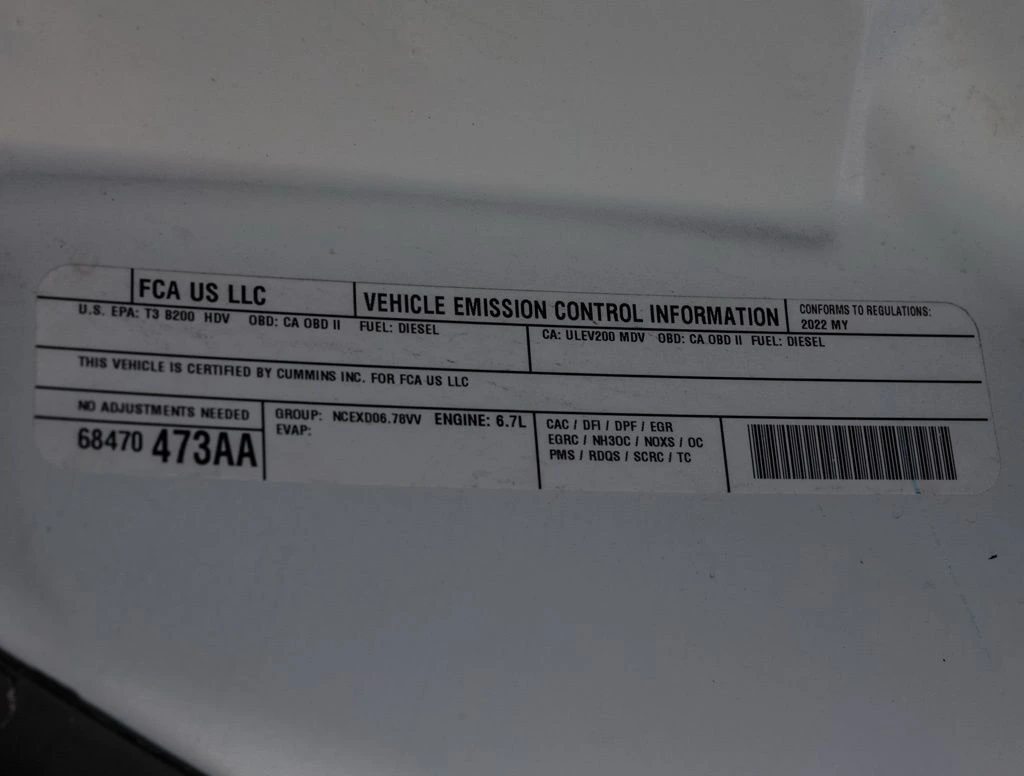 FCA US LLC
VEHICLE EMISSION CONTROL INFORMATION
CONFORMS TO REGULATIONS:
2022 MY
U.S. EPA: T3 B200 HDV OBD: CA OBD II FUEL: DIESEL
CA: ULEV200 MDV OBD: CA OBD II FUEL: DIESEL
THIS VEHICLE IS CERTIFIED BY CUMMINS INC. FOR FCA US LLC
NO ADJUSTMENTS NEEDED
68470 473AA
GROUP: NCEXD06.78VV ENGINE: 6.7L
EVAP:
CAC / DFI / DPF / EGR
EGRC / NH3OC / NOXS / OC
PMS / RDQS / SCRC / TC